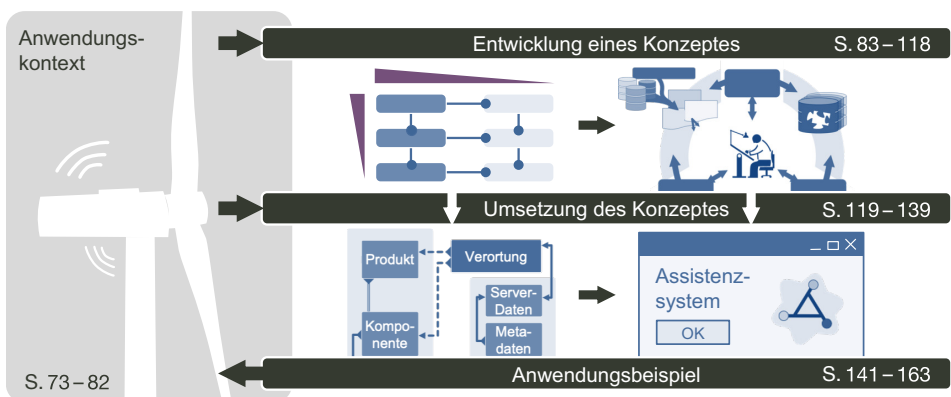 Anwendungs-
kontext
S. 73 – 82
Entwicklung eines Konzeptes S. 83 – 118
Umsetzung des Konzeptes S. 119 – 139
Produkt
Verortung
Server-
Daten
Kompo-
nente
Meta-
daten
Assistenz-
system
OK
Anwendungsbeispiel S. 141 – 163